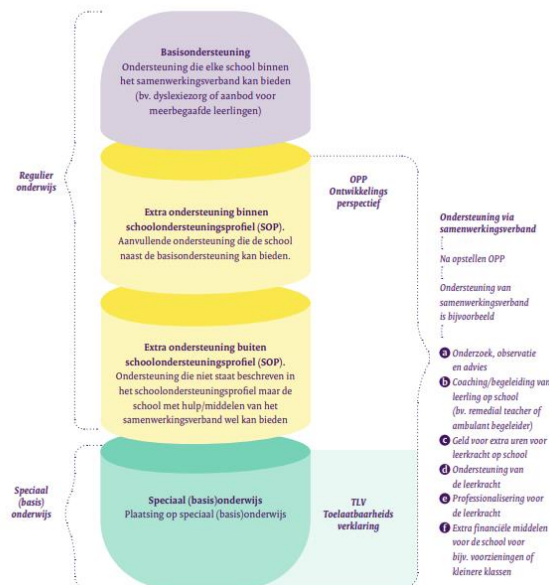 Basisondersteuning
Ondersteuning die elke school binnen
het samenwerkingsverband kan bieden
(bv. dyslexiezorg of aanbod voor
meerbegaafde leerlingen)
Regulier
onderwijs
OPP
Ontwikkelings
perspectief
Extra ondersteuning binnen
schoolondersteuningsprofiel (SOP).
Aanvullende ondersteuning die de school
naast de basisondersteuning kan bieden.
Extra ondersteuning buiten
schoolondersteuningsprofiel (SOP).
Ondersteuning die niet staat beschreven in
het schoolondersteuningsprofiel maar de
school met hulp/middelen van het
samenwerkingsverband wel kan bieden
Speciaal
(basis)
onderwijs
Speciaal (basis)onderwijs
Plaatsing op speciaal (basis)onderwijs
TLV
Toelaatbaarheids
verklaring
Ondersteuning via
samenwerkingsverband
Na opstellen OPP
Ondersteuning van
samenwerkingsverband
is bijvoorbeeld
a Onderzoek, observatie
en advies
b Coaching/begeleiding van
leerling op school
(bv. remedial teacher of
ambulant begeleider)
c Geld voor extra uren voor
leerkracht op school
d Ondersteuning van
de leerkracht
e Professionalisering voor
de leerkracht
f Extra financiële middelen
voor de school voor
bijv. voorzieningen of
kleinere klassen